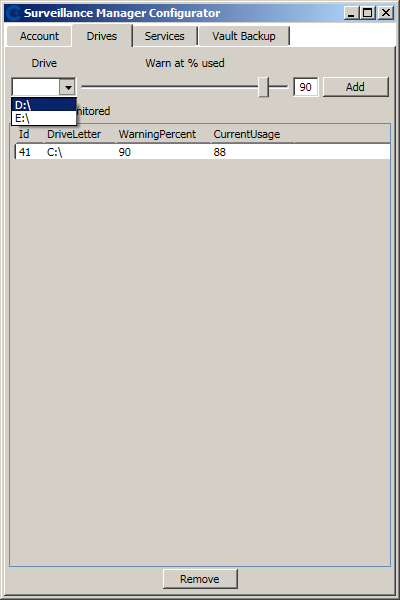 Surveillance Manager Configurator
Account Drives Services Vault Backup
Drive Warn at % used
90 Add
D:\
E:\
Id DriveLetter WarningPercent CurrentUsage
41 C:\ 90 88
Remove